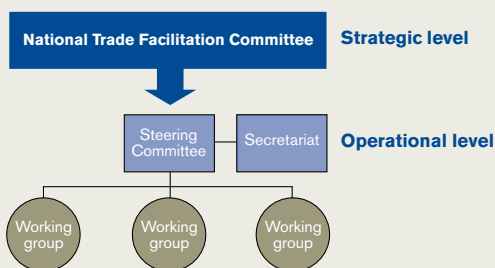 National Trade Facilitation Committee
Strategic level
Steering
Committee
Secretariat
Operational level
Working
group
Working
group
Working
group